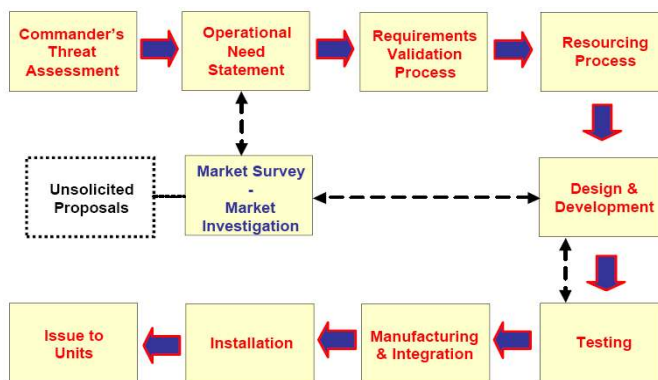 Commander's
Threat
Assessment
Operational
Need
Statement
Requirements
Validation
Process
Resourcing
Process
Unsolicited
Proposals
Market Survey
-
Market
Investigation
Design &
Development
Issue to
Units
Installation
Manufacturing
& Integration
Testing